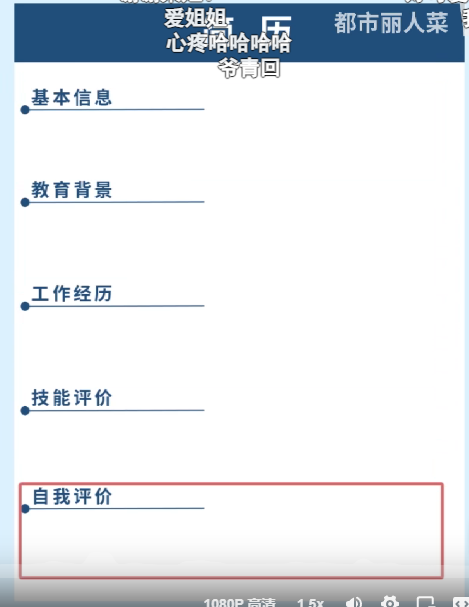 爱姐姐
简 历
都市丽人菜
心疼哈哈哈哈
爷青回
基本信息
教育背景
工作经历
技能评价
自我评价
1080P 高清
1.5x